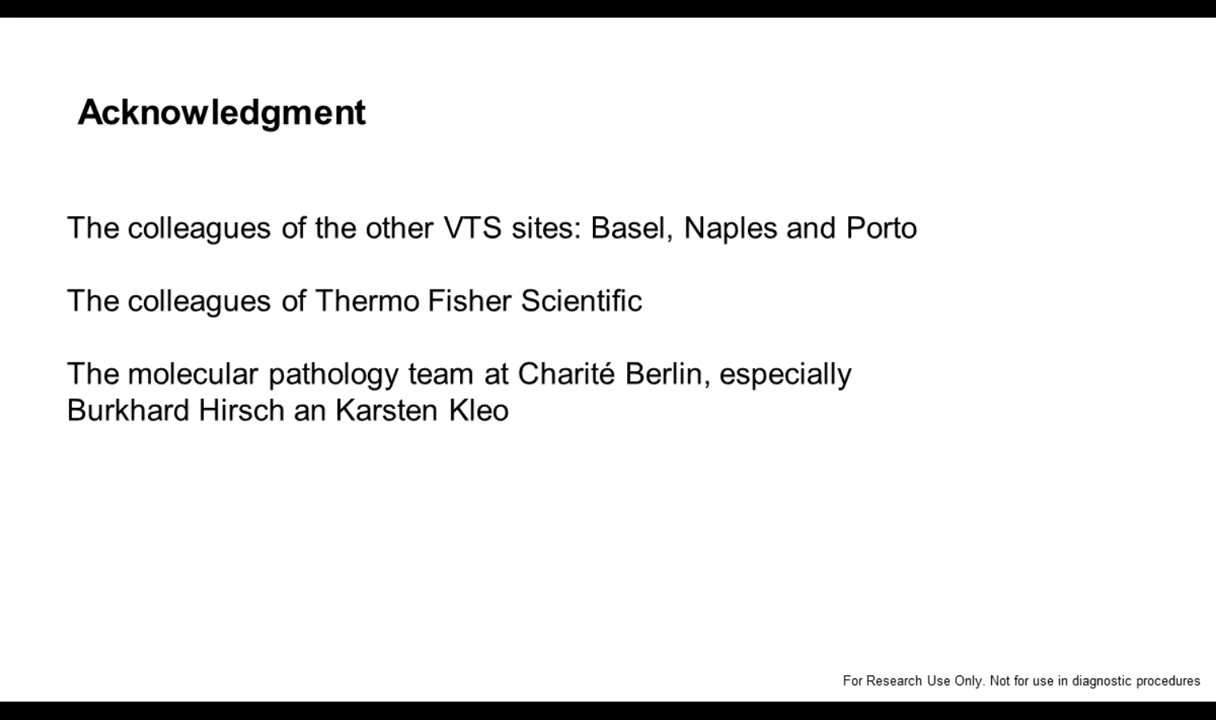 Acknowledgment
The colleagues of the other VTS sites: Basel, Naples and Porto
The colleagues of Thermo Fisher Scientific
The molecular pathology team at Charité Berlin, especially
Burkhard Hirsch an Karsten Kleo
For Research Use Only. Not for use in diagnostic procedures